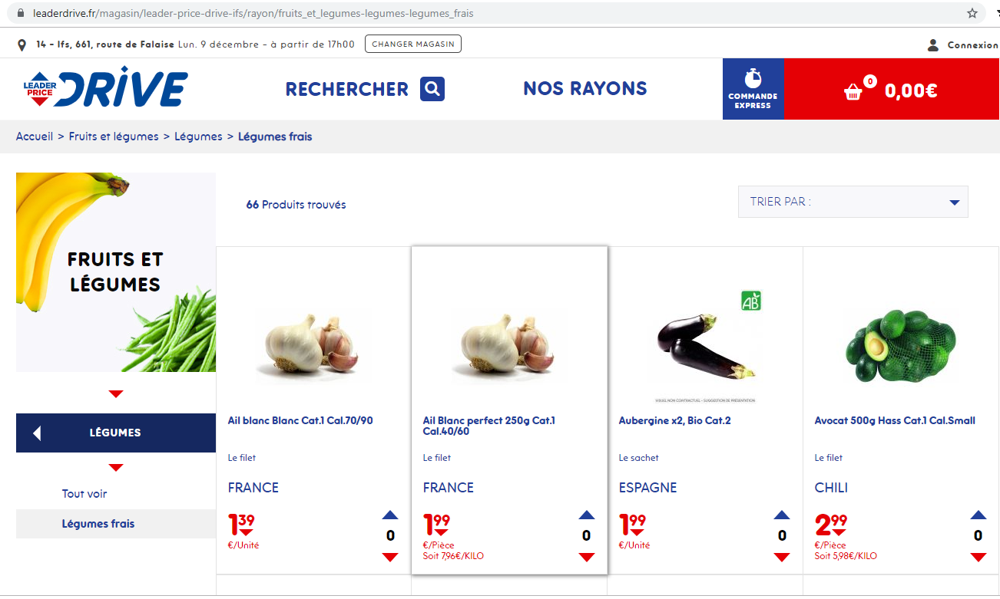 leaderdrive.fr/magasin/leader-price-drive-ifs/rayon/fruits_et_legumes-legumes-legumes_frais
14 - Ifs, 661, route de Falaise Lun. 9 décembre - à partir de 17h00 CHANGER MAGASIN Connexion
LEADER PRICE DRIVE
RECHERCHER
NOS RAYONS
COMMANDE
EXPRESS
0
0,00€
Accueil > Fruits et légumes > Légumes > Légumes frais
FRUITS ET
LÉGUMES
LÉGUMES
Tout voir
Légumes frais
66 Produits trouvés
TRIER PAR :
Ail blanc Blanc Cat.1 Cal.70/90
Le filet
FRANCE
1 39
€/Unité
0
Ail Blanc perfect 250g Cat.1
Cal.40/60
Le filet
FRANCE
1 99
€/Pièce
Soit 7,96€/KILO
0
AB
VISUEL NON CONTRACTUEL - SUGGESTION DE PRÉSENTATION
Aubergine x2, Bio Cat.2
Le sachet
ESPAGNE
1 99
€/Unité
0
Avocat 500g Hass Cat.1 Cal.Small
Le filet
CHILI
2 99
€/Pièce
Soit 5,98€/KILO
0